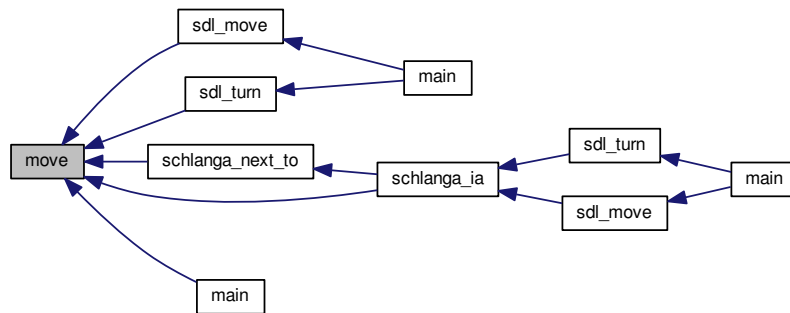 sdl_move
main
sdl_turn
move
schlanga_next_to
schlanga_ia
sdl_turn
main
sdl_move
main